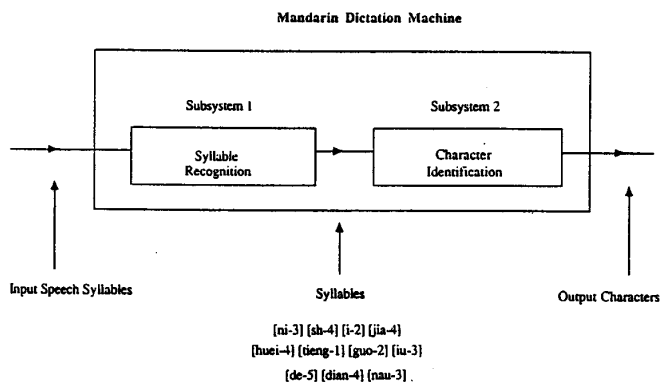 Mandarin Dictation Machine
Subsystem 1
Subsystem 2
Syllable
Recognition
Character
Identification
Input Speech Syllables
Syllables
Output Characters
[ni-3] [sh-4] [i-2] [jia-4]
[huei-4] [tieng-1] [guo-2] [iu-3]
[de-5] [dian-4] [nau-3]